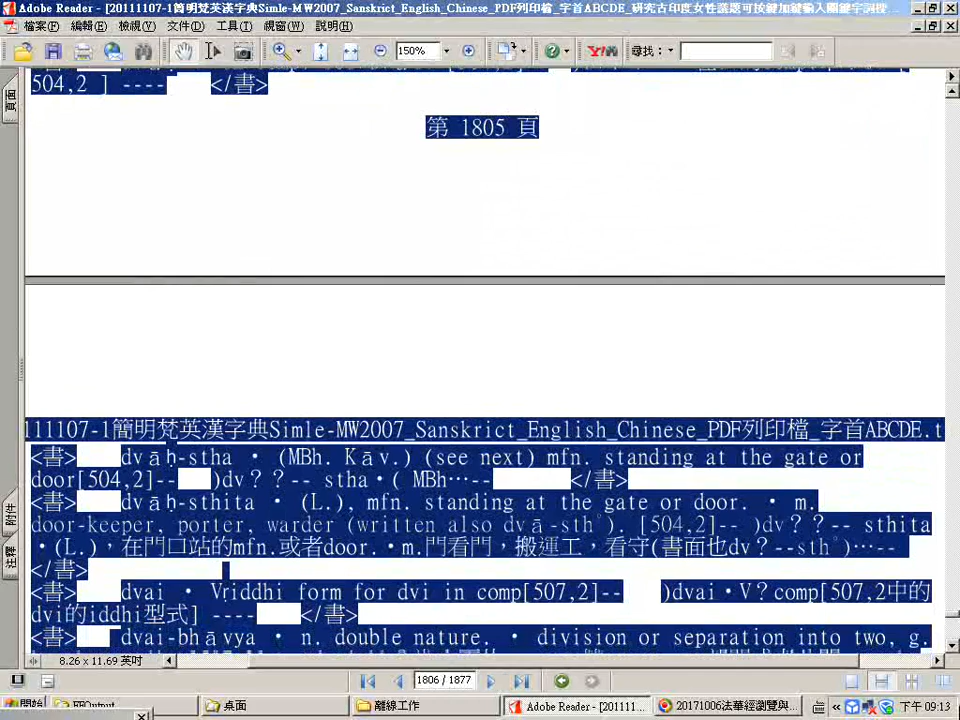 Adobe Reader - [20111107-1簡明梵英漢字典Simle-MW2007_Sanskrict_English_Chinese_PDF列印檔_字首ABCDE_研究古印度女性議題可按鍵加鍵輸入關鍵字詞搜...
檔案(F) 編輯(E) 檢視(V) 文件(D) 工具(T) 視窗(W) 說明(H)
150% Y! 尋找:
頁面
504,2 ] ---- </書>
第 1805 頁
111107-1簡明梵英漢字典Simle-MW2007_Sanskrict_English_Chinese_PDF列印檔_字首ABCDE.t
<書> dvāḥ-stha • (MBh. Kāv.) (see next) mfn. standing at the gate or
door[504,2]-- )dv？？-- stha•( MBh…-- </書>
<書> dvāḥ-sthita • (L.), mfn. standing at the gate or door. • m.
door-keeper, porter, warder (written also dvā-sth°). [504,2]-- )dv？？-- sthita
•(L.)，在門口站的mfn.或者door.•m.門看門，搬運工，看守(書面也dv？--sth°)…--
</書>
<書> dvai • Vṛiddhi form for dvi in comp[507,2]-- )dvai•V？comp[507,2中的
dvi的iddhi型式] ---- </書>
<書> dvai-bhāvya • n. double nature. • division or separation into two, g.
附件
注釋
8.26 x 11.69 英吋
1806 / 1877
開始 FFOutput 桌面 離線工作 Adobe Reader - [201111... 20171006法華經瀏覽與... 下午 09:13